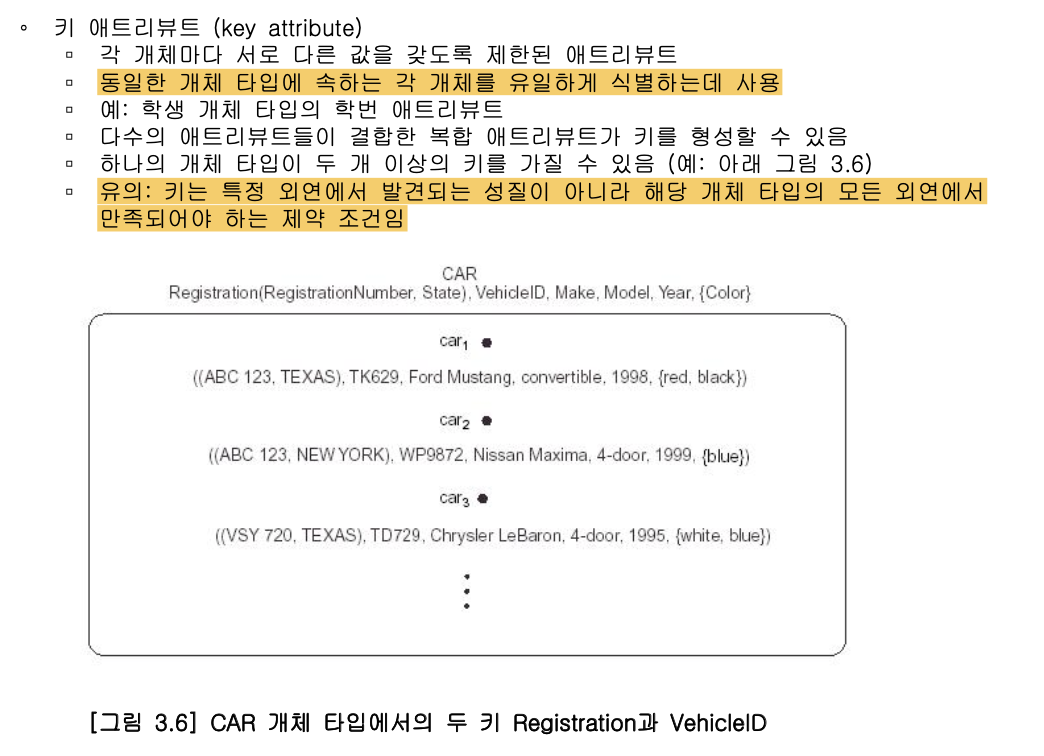 ◦ 키 애트리뷰트 (key attribute)
▫ 각 개체마다 서로 다른 값을 갖도록 제한된 애트리뷰트
▫ 동일한 개체 타입에 속하는 각 개체를 유일하게 식별하는데 사용
▫ 예: 학생 개체 타입의 학번 애트리뷰트
▫ 다수의 애트리뷰트들이 결합한 복합 애트리뷰트가 키를 형성할 수 있음
▫ 하나의 개체 타입이 두 개 이상의 키를 가질 수 있음 (예: 아래 그림 3.6)
▫ 유의: 키는 특정 외연에서 발견되는 성질이 아니라 해당 개체 타입의 모든 외연에서
만족되어야 하는 제약 조건임
CAR
Registration(RegistrationNumber, State), VehicleID, Make, Model, Year, {Color}
car₁ ●
((ABC 123, TEXAS), TK629, Ford Mustang, convertible, 1998, {red, black})
car₂ ●
((ABC 123, NEW YORK), WP9872, Nissan Maxima, 4-door, 1999, {blue})
car₃ ●
((VSY 720, TEXAS), TD729, Chrysler LeBaron, 4-door, 1995, {white, blue})
[그림 3.6] CAR 개체 타입에서의 두 키 Registration과 VehicleID